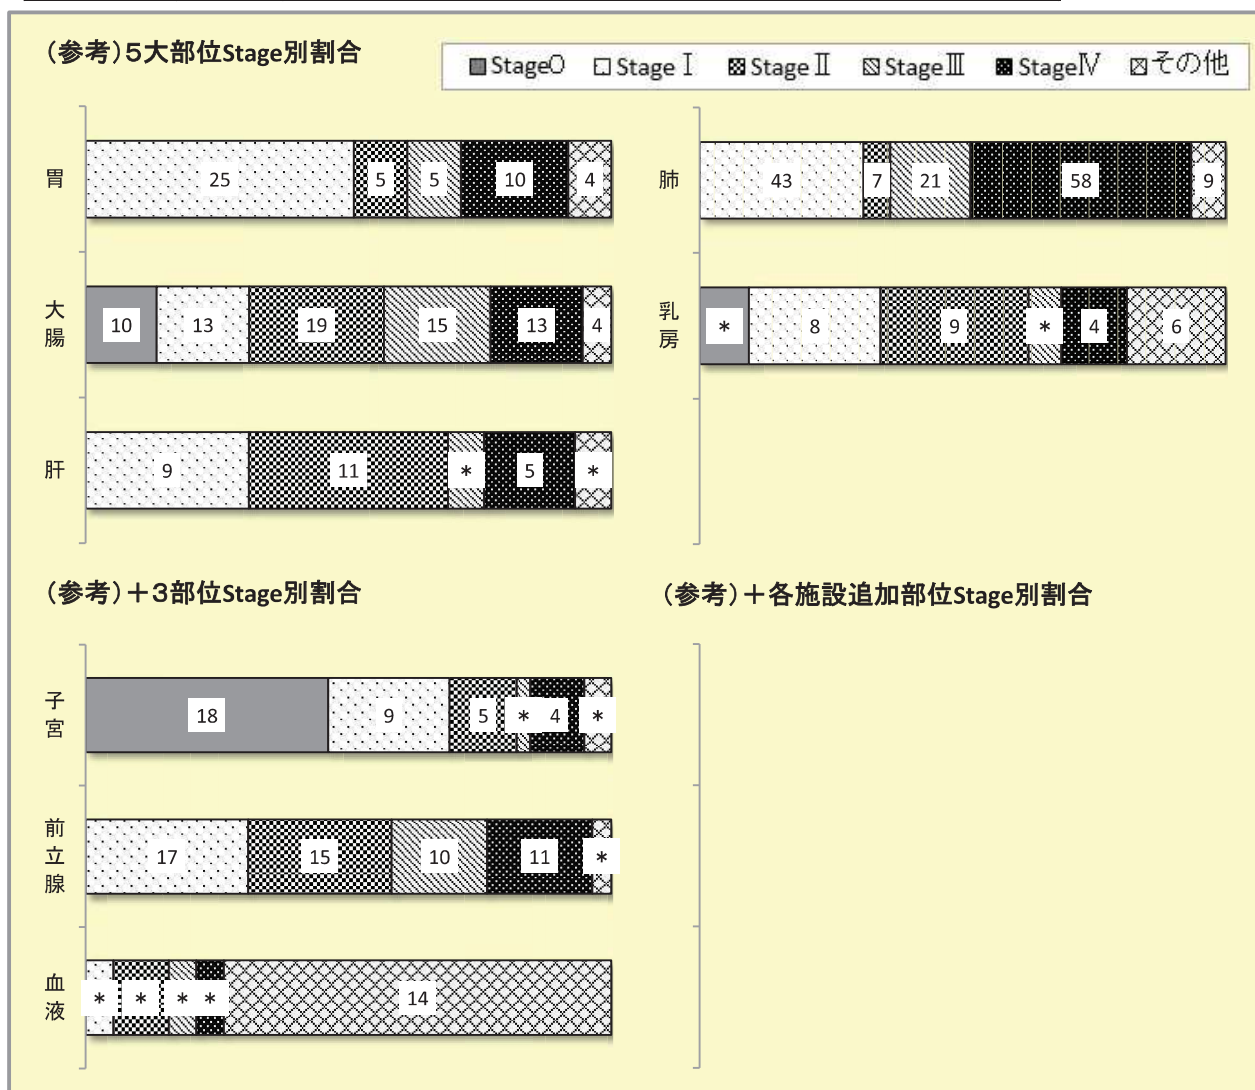 （参考）５大部位Stage別割合
StageO StageⅠ StageⅡ StageⅢ StageⅣ その他
胃 25 5 5 10 4
大腸 10 13 19 15 13 4
肝 9 11 * 5 *
肺 43 7 21 58 9
乳房 * 8 9 * 4 6
（参考）＋３部位Stage別割合
子宮 18 9 5 * 4 *
前立腺 17 15 10 11 *
血液 * * * * 14
（参考）＋各施設追加部位Stage別割合